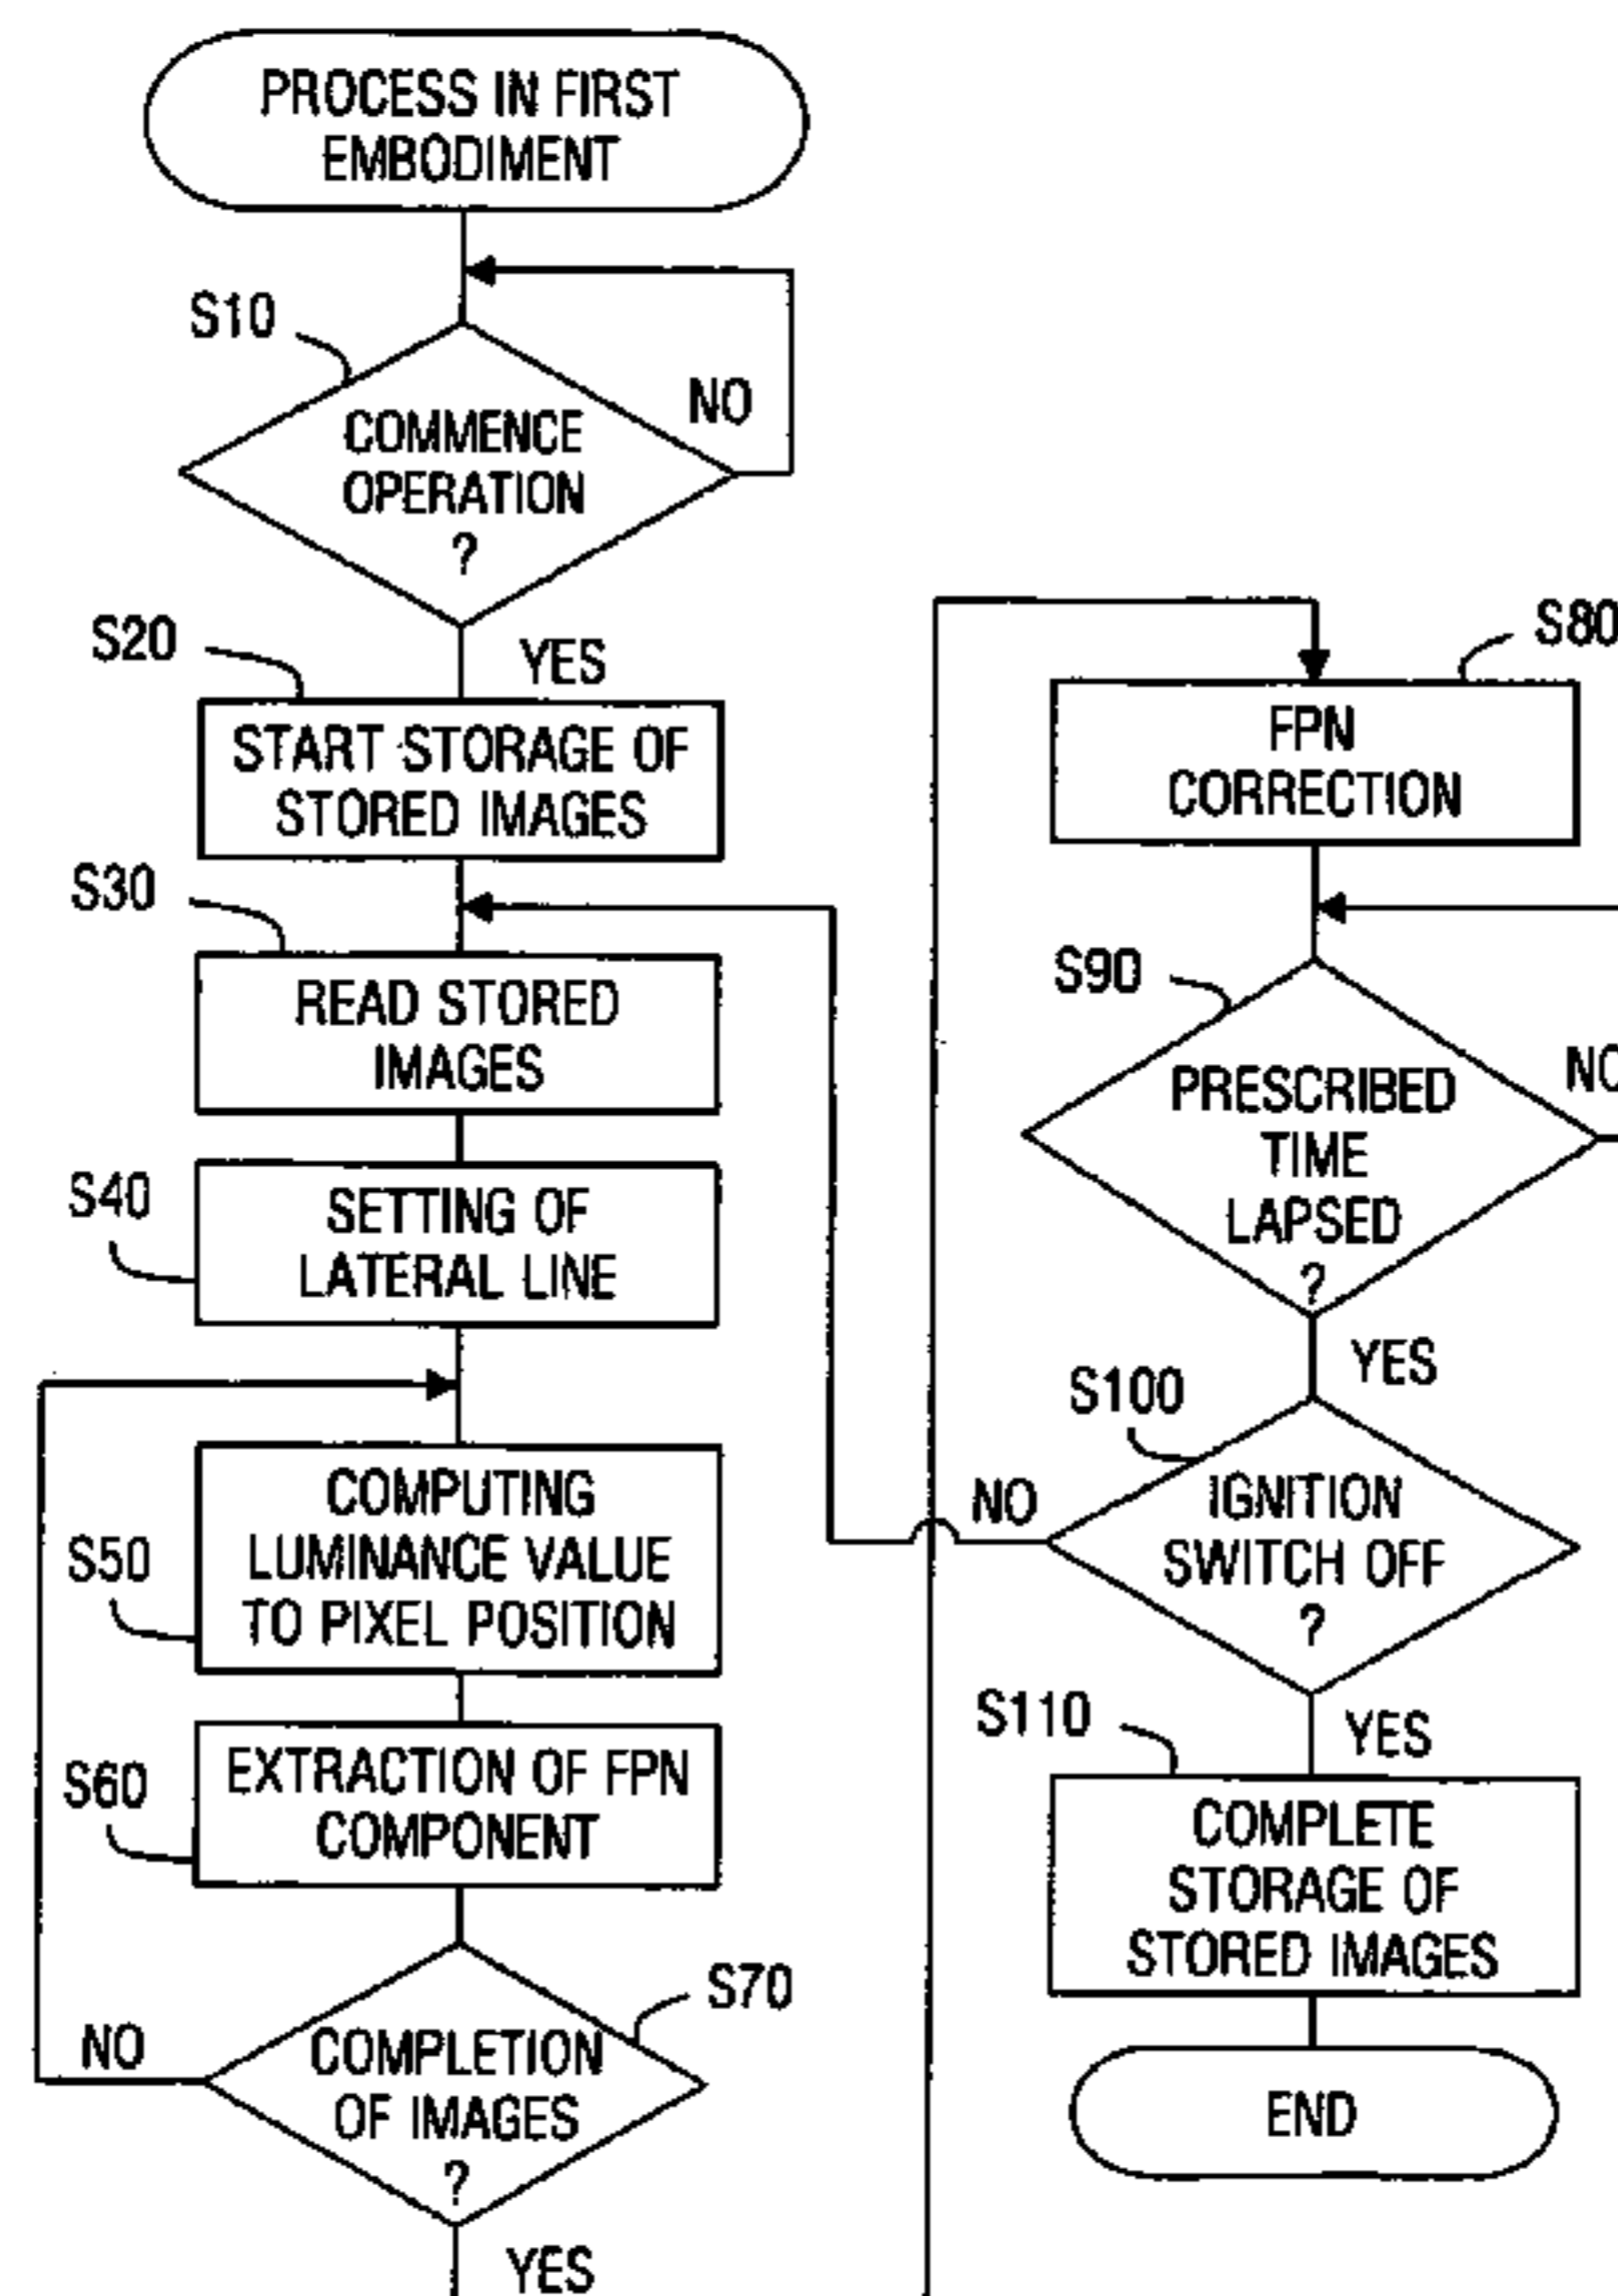 PROCESS IN FIRST
EMBODIMENT
S10
NO
COMMENCE
OPERATION
?
S20
YES
START STORAGE OF
STORED IMAGES
S30
READ STORED
IMAGES
S40
SETTING OF
LATERAL LINE
S50
COMPUTING
LUMINANCE VALUE
TO PIXEL POSITION
S60
EXTRACTION OF FPN
COMPONENT
S70
NO
COMPLETION
OF IMAGES
?
YES
S80
FPN
CORRECTION
S90
NO
PRESCRIBED
TIME
LAPSED
?
YES
S100
NO
IGNITION
SWITCH OFF
?
S110
YES
COMPLETE
STORAGE OF
STORED IMAGES
END